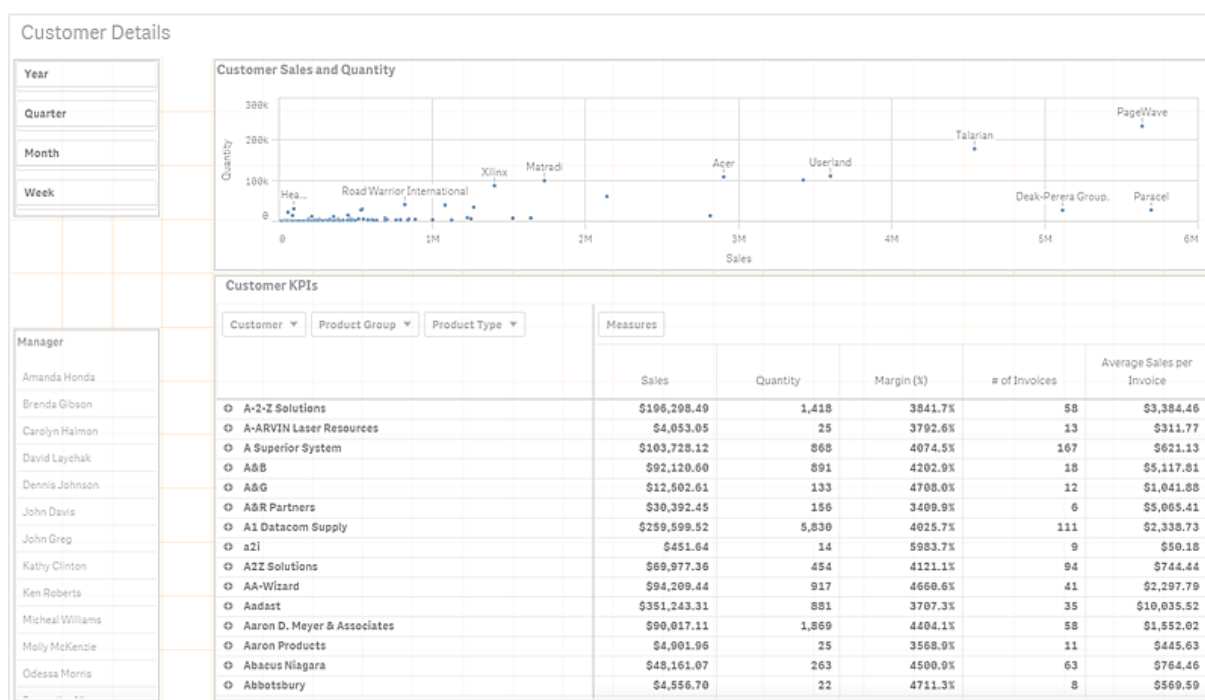 Customer Details
Year
Quarter
Month
Week
Customer Sales and Quantity
300k
200k
100k
0
Quantity
PageWave
Talarian
Acer
Userland
Matradi
Xilinx
Road Warrior International
Hea...
Deak-Perera Group.
Paracel
0 1M 2M 3M 4M 5M 6M
Sales
Manager
Amanda Honda
Brenda Gibson
Carolyn Halmon
David Laychak
Dennis Johnson
John Davis
John Greg
Kathy Clinton
Ken Roberts
Micheal Williams
Molly McKenzie
Odessa Morris
Customer KPIs
Customer Product Group Product Type Measures
Sales Quantity Margin (%) # of Invoices Average Sales per Invoice
A-2-Z Solutions $196,298.49 1,418 3841.7% 58 $3,384.46
A-ARVIN Laser Resources $4,053.05 25 3792.6% 13 $311.77
A Superior System $103,728.12 868 4074.5% 167 $621.13
A&B $92,120.60 891 4202.9% 18 $5,117.81
A&G $12,502.61 133 4708.0% 12 $1,041.88
A&R Partners $30,392.45 156 3409.9% 6 $5,065.41
A1 Datacom Supply $259,599.52 5,830 4025.7% 111 $2,338.73
a2i $451.64 14 5983.7% 9 $50.18
A2Z Solutions $69,977.36 454 4121.1% 94 $744.44
AA-Wizard $94,209.44 917 4660.6% 41 $2,297.79
Aadast $351,243.31 881 3707.3% 35 $10,035.52
Aaron D. Meyer & Associates $90,017.11 1,869 4404.1% 58 $1,552.02
Aaron Products $4,901.96 25 3568.9% 11 $445.63
Abacus Niagara $48,161.07 263 4500.9% 63 $764.46
Abbotsbury $4,556.70 22 4711.3% 8 $569.59